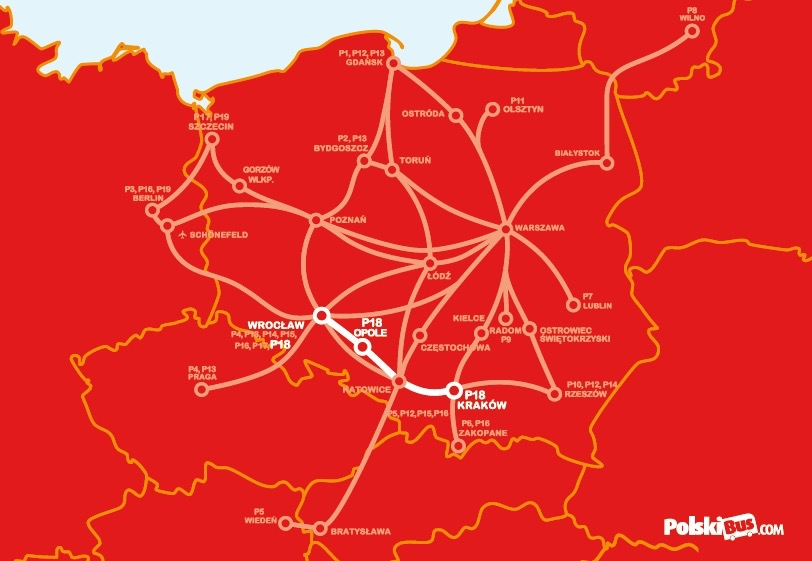 P8
WILNO
P1, P12, P13
GDAŃSK
P11
OLSZTYN
OSTRÓDA
P17, P19
SZCZECIN
P2, P13
BYDGOSZCZ
TORUŃ
BIAŁYSTOK
GORZÓW
WLKP.
P3, P16, P19
BERLIN
SCHÖNEFELD
POZNAŃ
WARSZAWA
ŁÓDŹ
P7
LUBLIN
WROCŁAW
P18
P18
OPOLE
KIELCE
RADOM
P9
OSTROWIEC
ŚWIĘTOKRZYSKI
CZĘSTOCHOWA
P4, P13
PRAGA
KATOWICE
P5, P12, P15, P16
P18
KRAKÓW
P10, P12, P14
RZESZÓW
P6, P16
ZAKOPANE
P5
WIEDEŃ
BRATYSŁAWA
PolskiBus.com